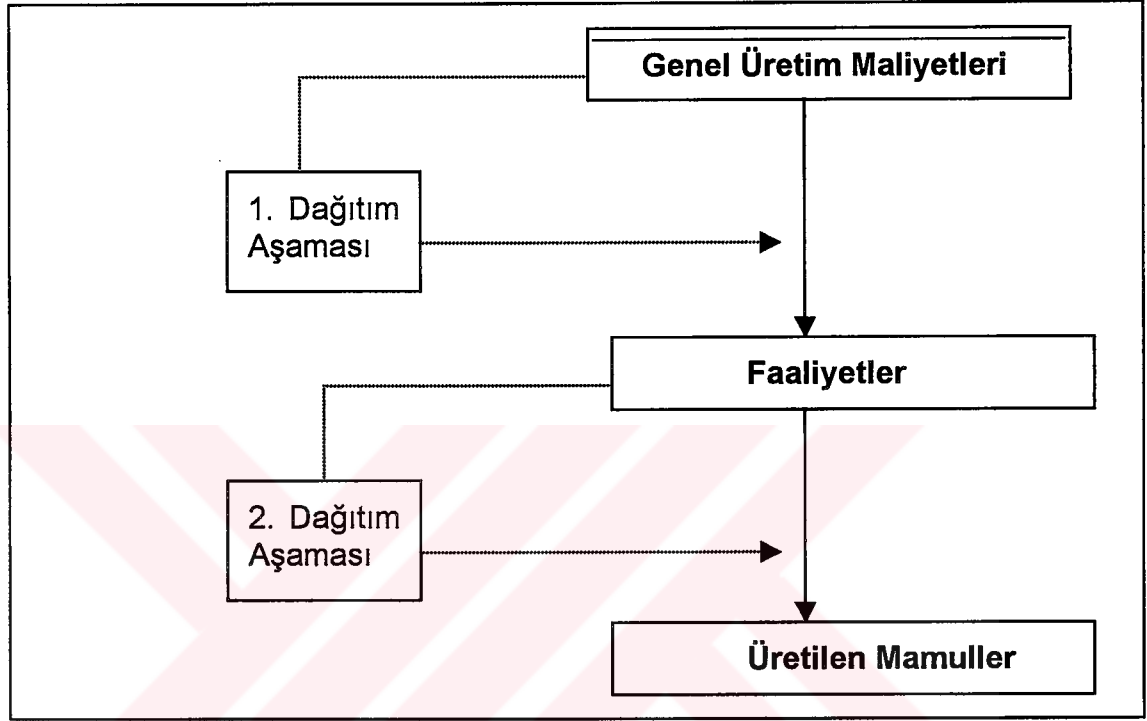 Genel Üretim Maliyetleri
1. Dağıtım
Aşaması
Faaliyetler
2. Dağıtım
Aşaması
Üretilen Mamuller